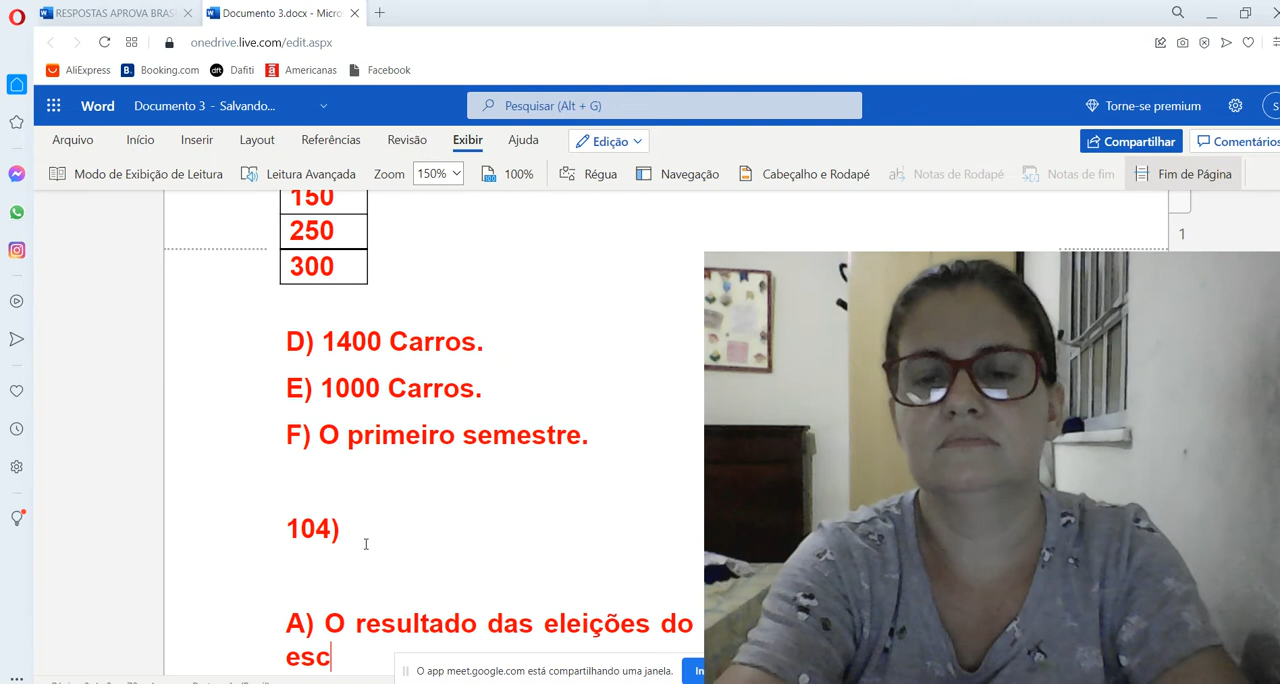 RESPOSTAS APROVA BRAS
Documento 3.docx - Micro
onedrive.live.com/edit.aspx
AliExpress Booking.com Dafiti Americanas Facebook
Word Documento 3 - Salvando... Pesquisar (Alt + G) Torne-se premium S
Arquivo Início Inserir Layout Referências Revisão Exibir Ajuda Edição Compartilhar Comentários
Modo de Exibição de Leitura Leitura Avançada Zoom 150% 100% Régua Navegação Cabeçalho e Rodapé Notas de Rodapé Notas de fim Fim de Página
150
250
1
300
D) 1400 Carros.
E) 1000 Carros.
F) O primeiro semestre.
104)
A) O resultado das eleições do
esc
O app meet.google.com está compartilhando uma janela.
In